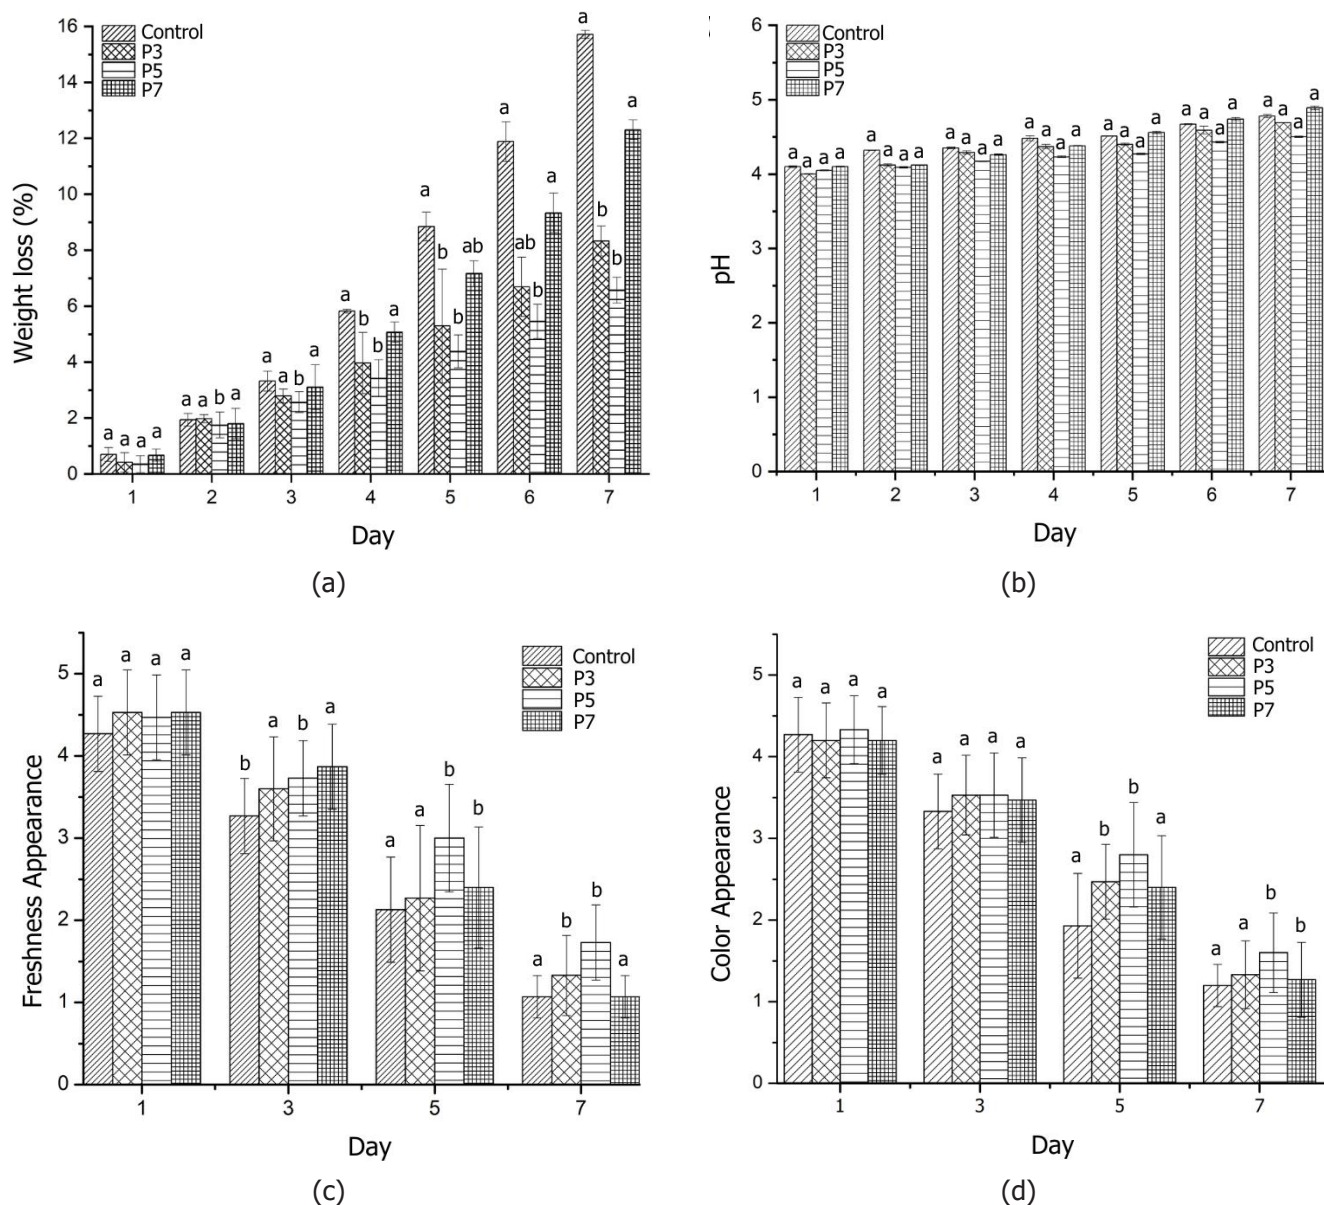 Control
P3
P5
P7
16
14
12
10
8
6
4
2
0
Weight loss (%)
a a a a
a a b a
a a b a
a b b a
a b b ab
a ab b a
a b b a
1 2 3 4 5 6 7
Day
(a)
Control
P3
P5
P7
6
5
4
3
2
1
0
pH
a a a a
a a a a
a a a a
a a a a
a a a a
a a a a
a a a a
1 2 3 4 5 6 7
Day
(b)
Control
P3
P5
P7
5
4
3
2
1
0
Freshness Appearance
a a a a
b a b a
a a b b
a b b a
1 3 5 7
Day
(c)
Control
P3
P5
P7
5
4
3
2
1
0
Color Appearance
a a a a
a a a a
a b b a
a a b b
1 3 5 7
Day
(d)